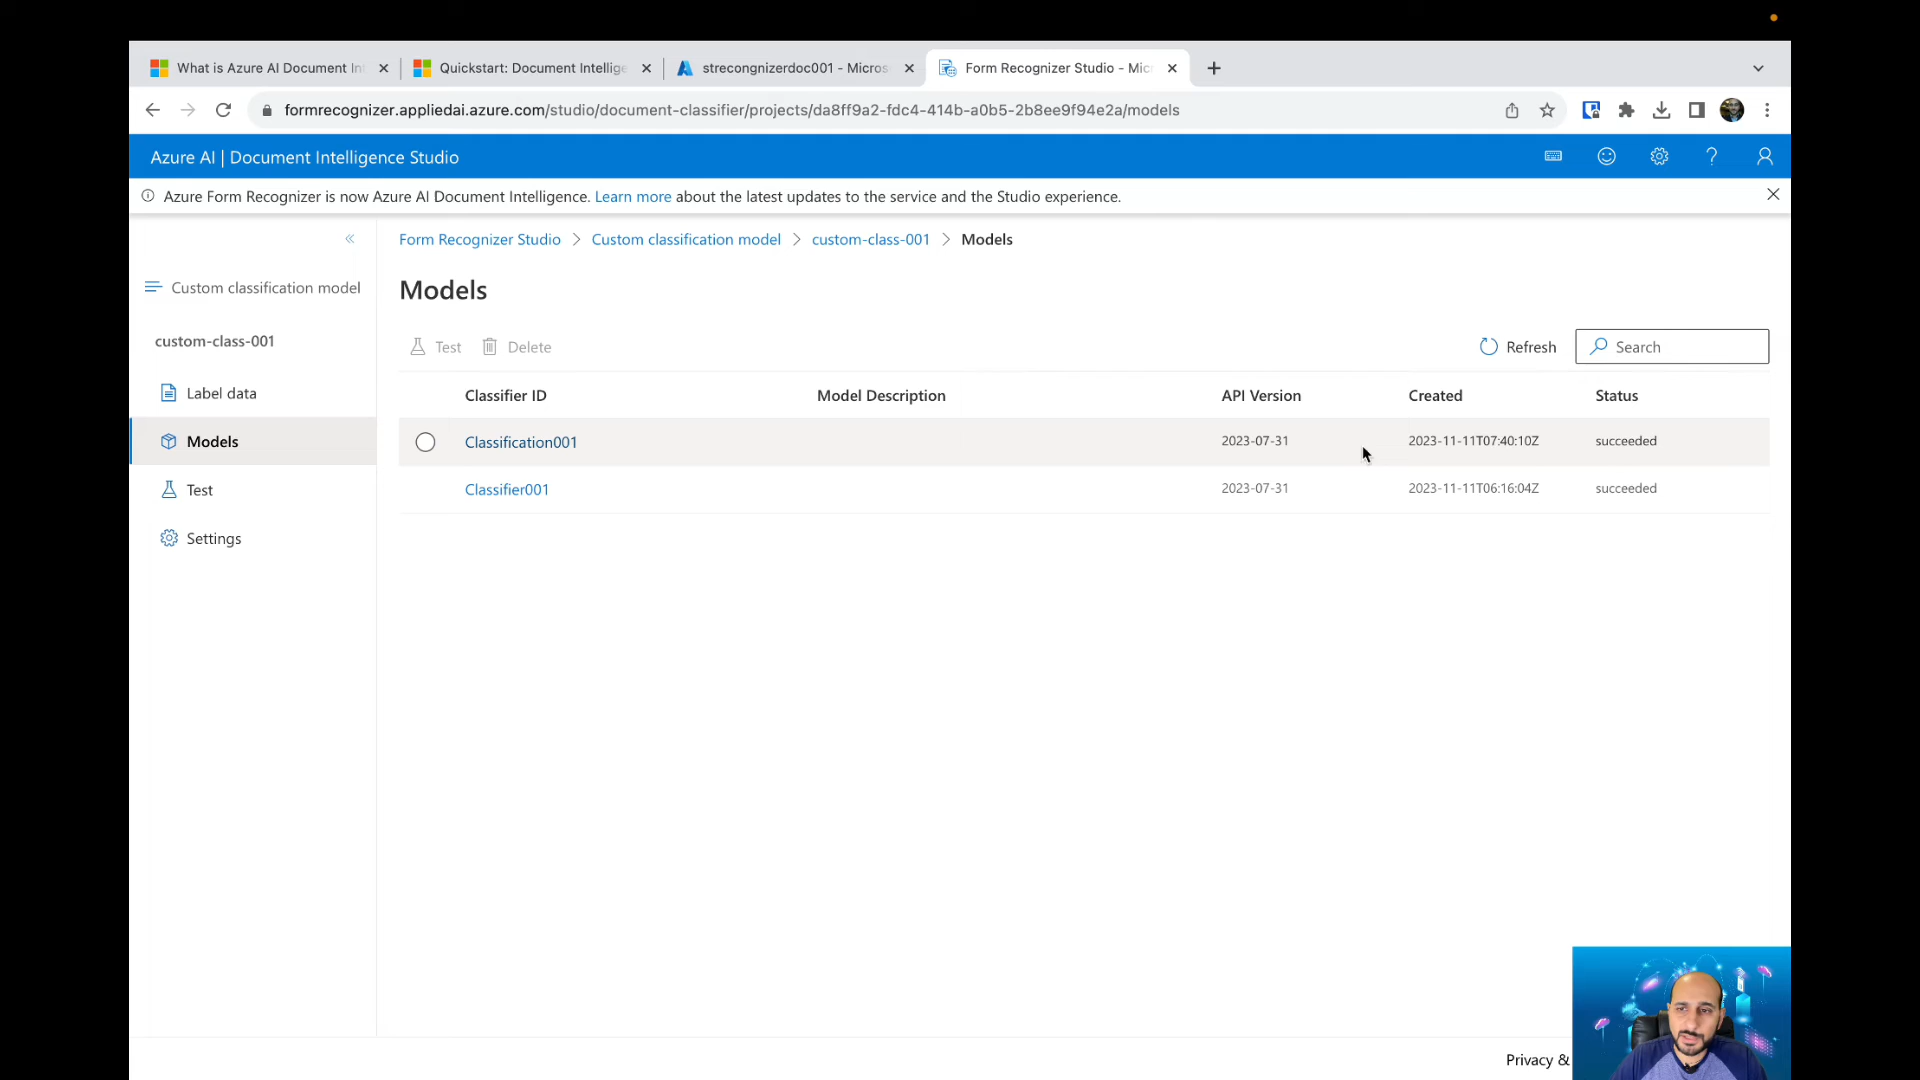 What is Azure AI Document In
Quickstart: Document Intellige
strecongnizerdoc001 - Micros
Form Recognizer Studio - Mic
formrecognizer.appliedai.azure.com/studio/document-classifier/projects/da8ff9a2-fdc4-414b-a0b5-2b8ee9f94e2a/models
Azure AI | Document Intelligence Studio
Azure Form Recognizer is now Azure AI Document Intelligence. Learn more about the latest updates to the service and the Studio experience.
Form Recognizer Studio > Custom classification model > custom-class-001 > Models
Custom classification model
custom-class-001
Label data
Models
Test
Settings
Models
Test Delete Refresh Search
Classifier ID Model Description API Version Created Status
Classification001 2023-07-31 2023-11-11T07:40:10Z succeeded
Classifier001 2023-07-31 2023-11-11T06:16:04Z succeeded
Privacy &